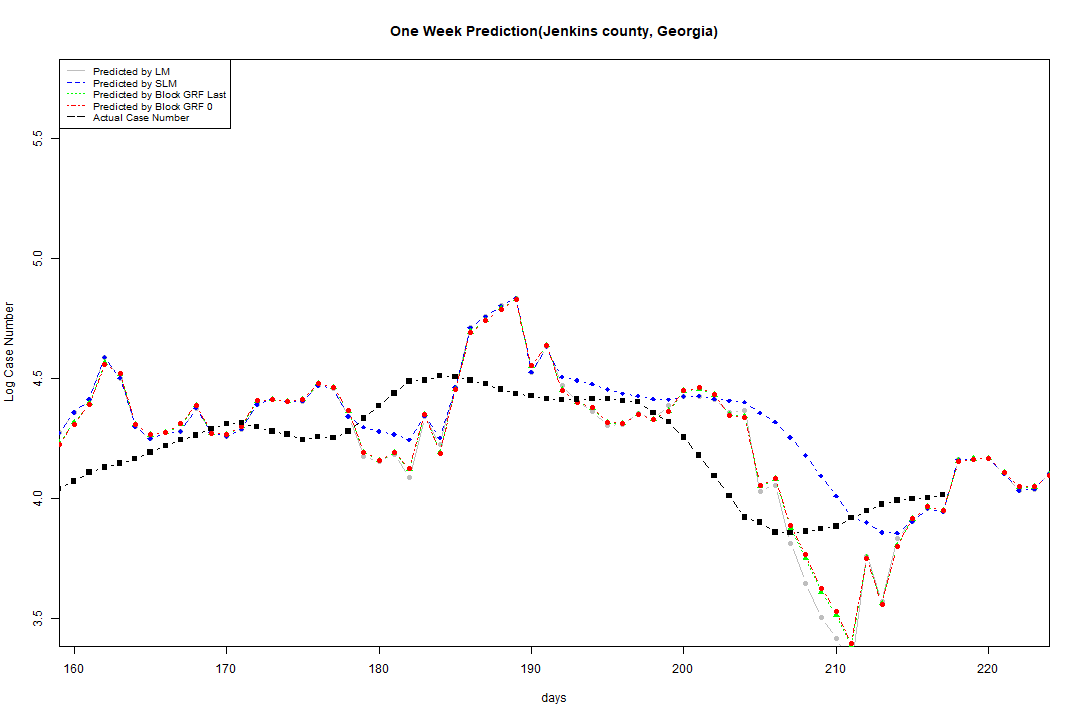 One Week Prediction(Jenkins county, Georgia)
Predicted by LM
Predicted by SLM
Predicted by Block GRF Last
Predicted by Block GRF 0
Actual Case Number
5.5
5.0
4.5
4.0
3.5
Log Case Number
160 170 180 190 200 210 220
days